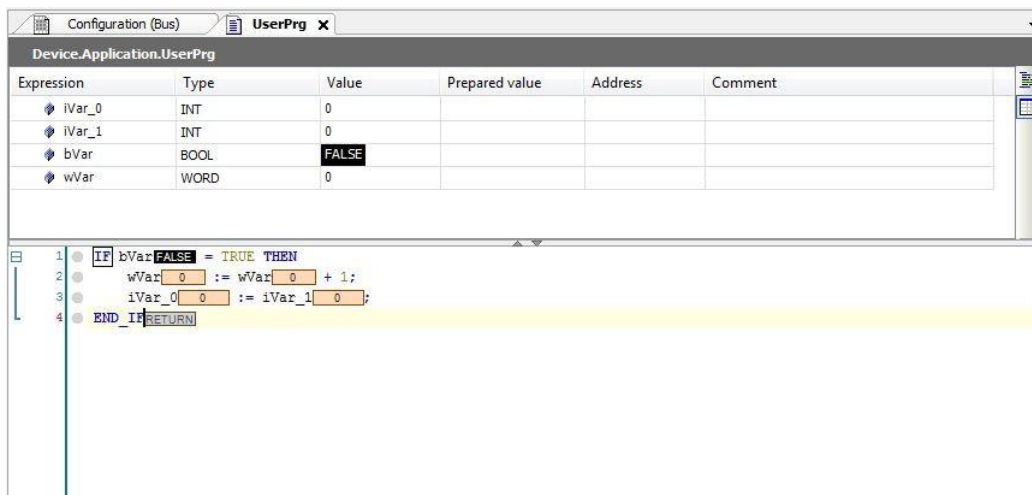 Configuration (Bus) UserPrg X
Device.Application.UserPrg
Expression Type Value Prepared value Address Comment
iVar_0 INT 0
iVar_1 INT 0
bVar BOOL FALSE
wVar WORD 0
1 IF bVar FALSE = TRUE THEN
2 wVar 0 := wVar 0 + 1;
3 iVar_0 0 := iVar_1 0 ;
4 END_IF RETURN